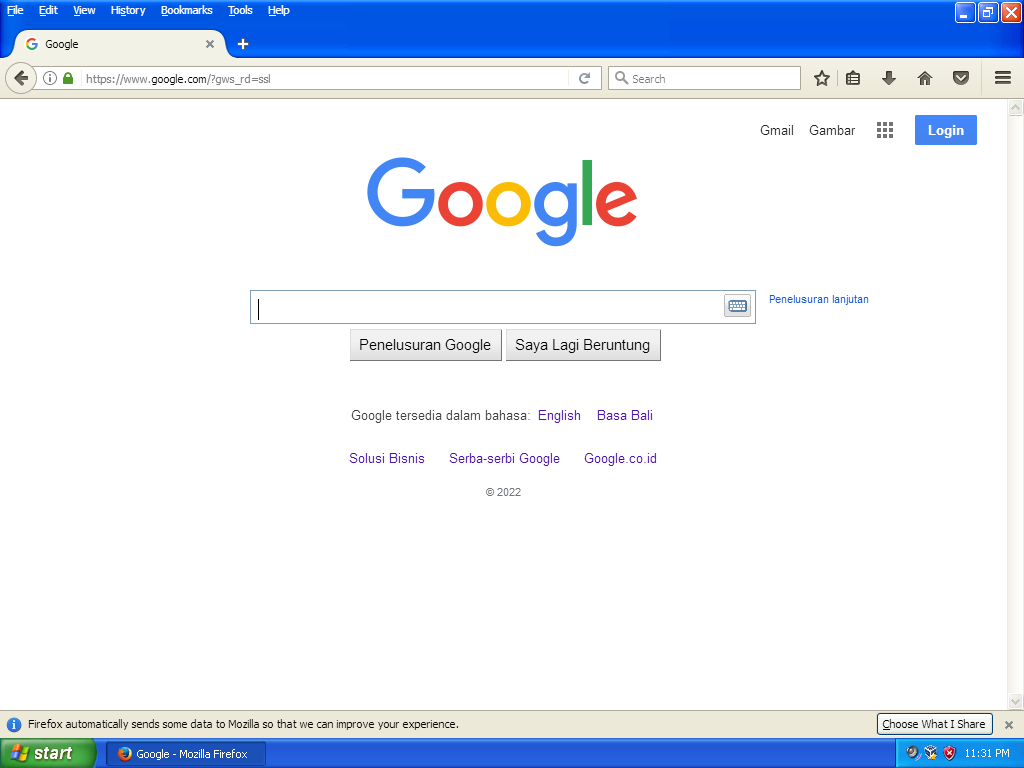 File Edit View History Bookmarks Tools Help
Google
https://www.google.com/?gws_rd=ssl
Search
Gmail Gambar Login
Google
Penelusuran lanjutan
Penelusuran Google Saya Lagi Beruntung
Google tersedia dalam bahasa: English Basa Bali
Solusi Bisnis Serba-serbi Google Google.co.id
© 2022
Firefox automatically sends some data to Mozilla so that we can improve your experience. Choose What I Share
start Google - Mozilla Firefox 11:31 PM